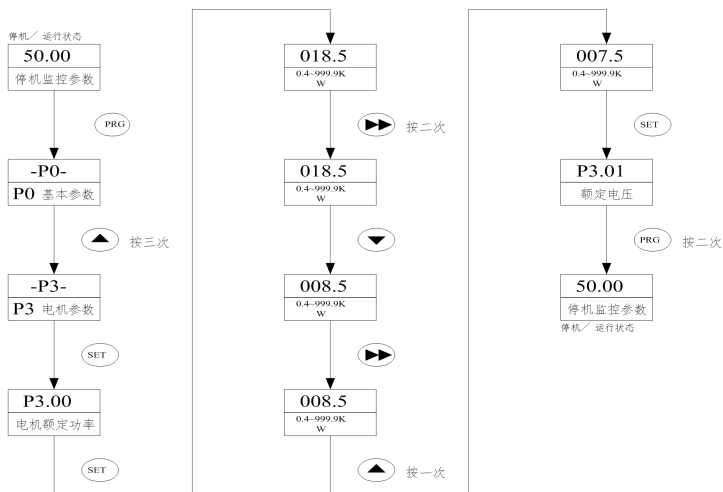 停机／ 运行状态
50.00
停机监控参数
PRG
-P0-
P0 基本参数
按三次
-P3-
P3 电机参数
SET
P3.00
电机额定功率
SET
018.5
0.4~999.9K
W
按二次
018.5
0.4~999.9K
W
008.5
0.4~999.9K
W
008.5
0.4~999.9K
W
按一次
007.5
0.4~999.9K
W
SET
P3.01
额定电压
PRG 按二次
50.00
停机监控参数
停机／ 运行状态